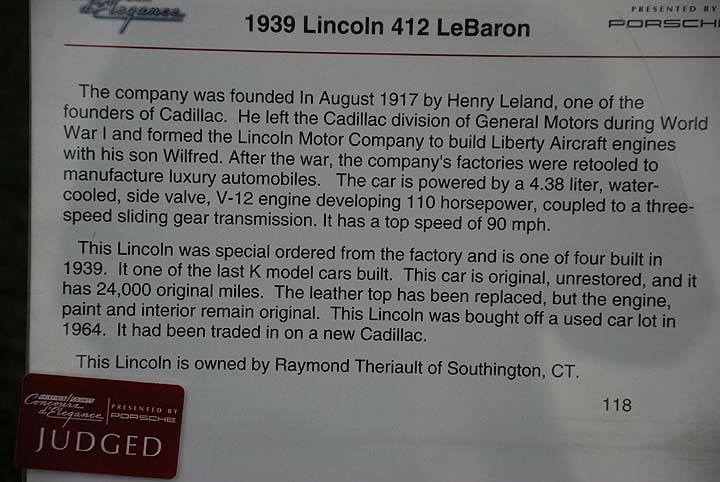 d'Elegance
1939 Lincoln 412 LeBaron
PRESENTED BY
PORSCHE
The company was founded In August 1917 by Henry Leland, one of the
founders of Cadillac. He left the Cadillac division of General Motors during World
War I and formed the Lincoln Motor Company to build Liberty Aircraft engines
with his son Wilfred. After the war, the company's factories were retooled to
manufacture luxury automobiles. The car is powered by a 4.38 liter, water-
cooled, side valve, V-12 engine developing 110 horsepower, coupled to a three-
speed sliding gear transmission. It has a top speed of 90 mph.
This Lincoln was special ordered from the factory and is one of four built in
1939. It one of the last K model cars built. This car is original, unrestored, and it
has 24,000 original miles. The leather top has been replaced, but the engine,
paint and interior remain original. This Lincoln was bought off a used car lot in
1964. It had been traded in on a new Cadillac.
This Lincoln is owned by Raymond Theriault of Southington, CT.
118
FAIRFIELD COUNTY
Concours
d'Elegance
PRESENTED BY
PORSCHE
JUDGED